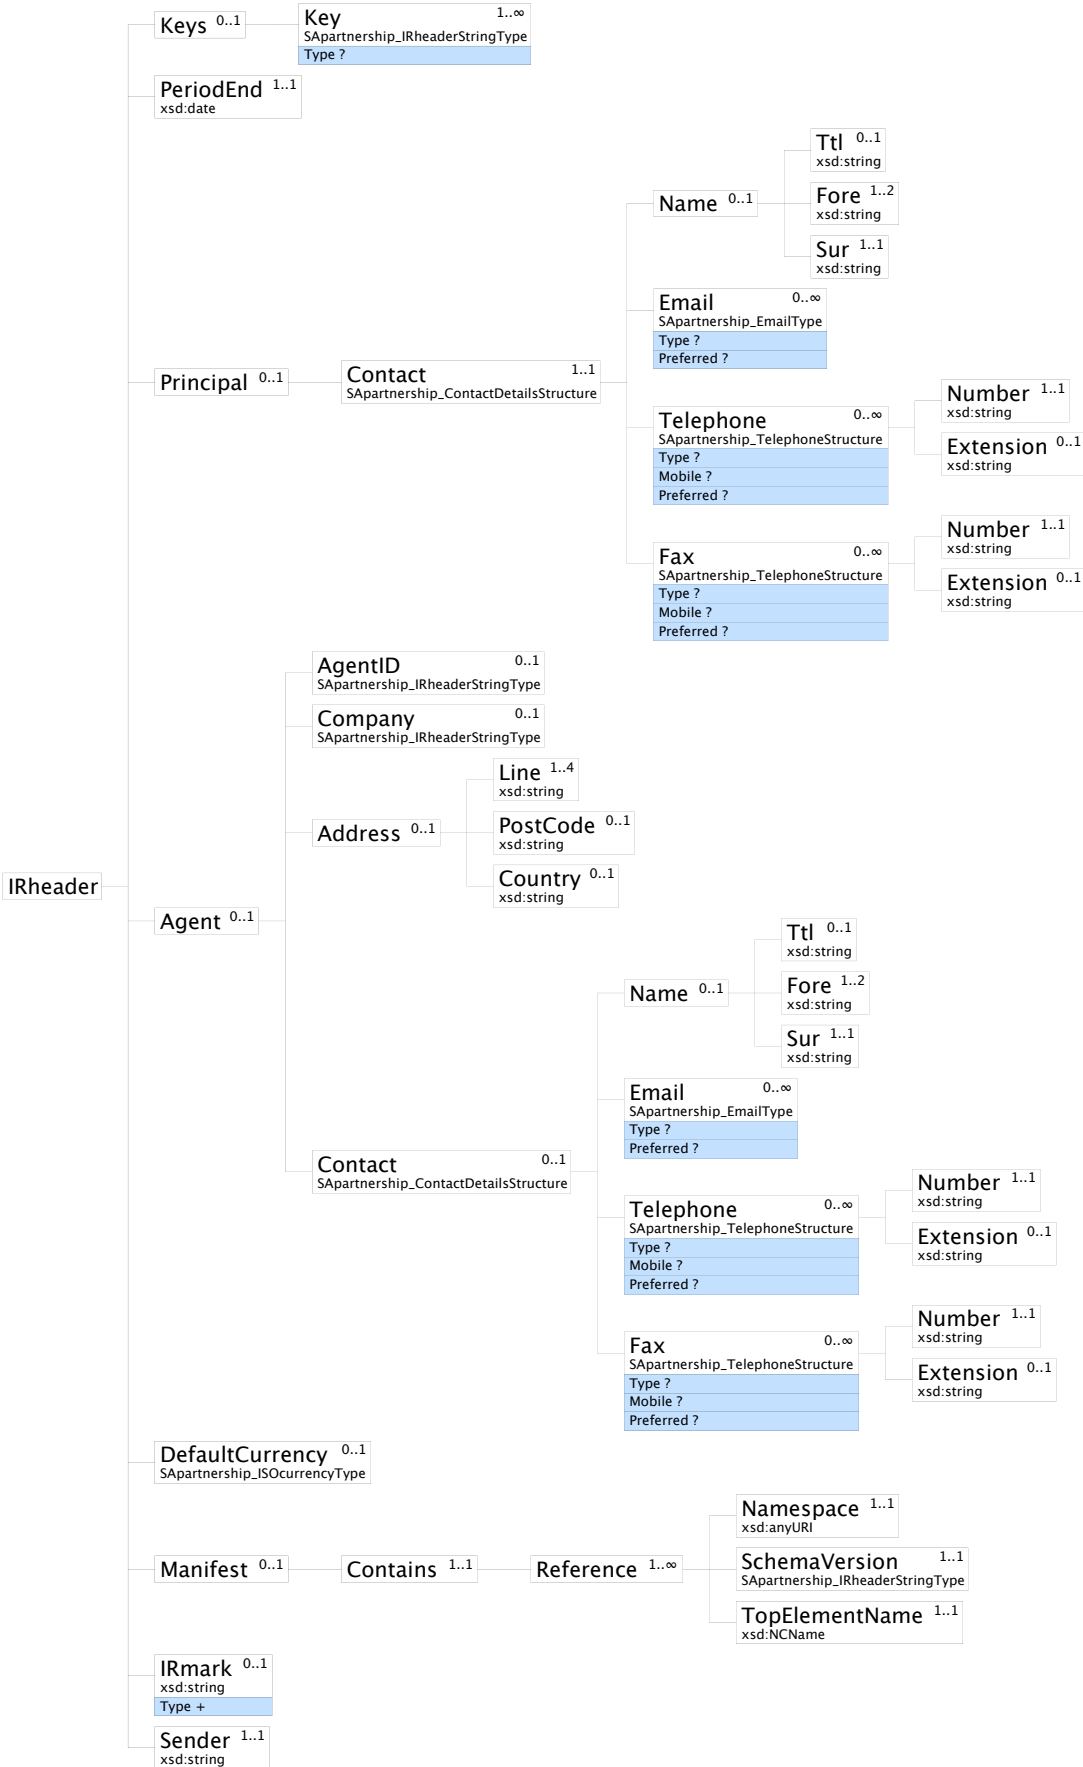 Keys 0..1
Key 1..∞
SApartnership_IRheaderStringType
Type ?
PeriodEnd 1..1
xsd:date
Principal 0..1
Contact 1..1
SApartnership_ContactDetailsStructure
Name 0..1
Ttl 0..1
xsd:string
Fore 1..2
xsd:string
Sur 1..1
xsd:string
Email 0..∞
SApartnership_EmailType
Type ?
Preferred ?
Telephone 0..∞
SApartnership_TelephoneStructure
Type ?
Mobile ?
Preferred ?
Number 1..1
xsd:string
Extension 0..1
xsd:string
Fax 0..∞
SApartnership_TelephoneStructure
Type ?
Mobile ?
Preferred ?
Number 1..1
xsd:string
Extension 0..1
xsd:string
IRheader
Agent 0..1
AgentID 0..1
SApartnership_IRheaderStringType
Company 0..1
SApartnership_IRheaderStringType
Address 0..1
Line 1..4
xsd:string
PostCode 0..1
xsd:string
Country 0..1
xsd:string
Contact 0..1
SApartnership_ContactDetailsStructure
Name 0..1
Ttl 0..1
xsd:string
Fore 1..2
xsd:string
Sur 1..1
xsd:string
Email 0..∞
SApartnership_EmailType
Type ?
Preferred ?
Telephone 0..∞
SApartnership_TelephoneStructure
Type ?
Mobile ?
Preferred ?
Number 1..1
xsd:string
Extension 0..1
xsd:string
Fax 0..∞
SApartnership_TelephoneStructure
Type ?
Mobile ?
Preferred ?
Number 1..1
xsd:string
Extension 0..1
xsd:string
DefaultCurrency 0..1
SApartnership_ISOcurrencyType
Manifest 0..1
Contains 1..1
Reference 1..∞
Namespace 1..1
xsd:anyURI
SchemaVersion 1..1
SApartnership_IRheaderStringType
TopElementName 1..1
xsd:NCName
IRmark 0..1
xsd:string
Type +
Sender 1..1
xsd:string